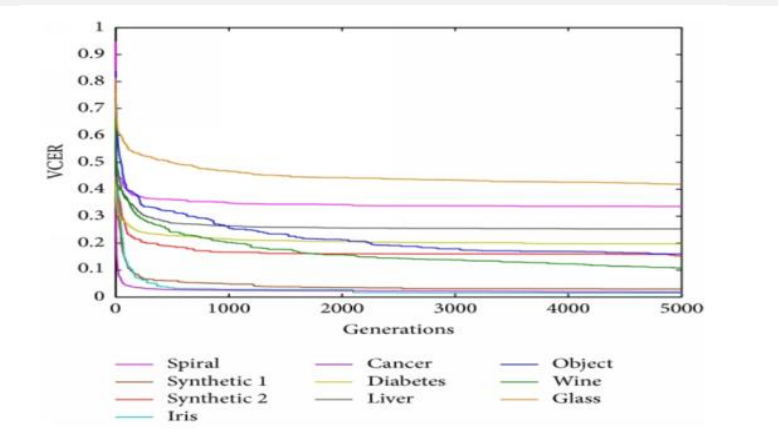 1
0.9
0.8
0.7
0.6
0.5
0.4
0.3
0.2
0.1
0
VCER
0 1000 2000 3000 4000 5000
Generations
Spiral Cancer Object
Synthetic 1 Diabetes Wine
Synthetic 2 Liver Glass
Iris